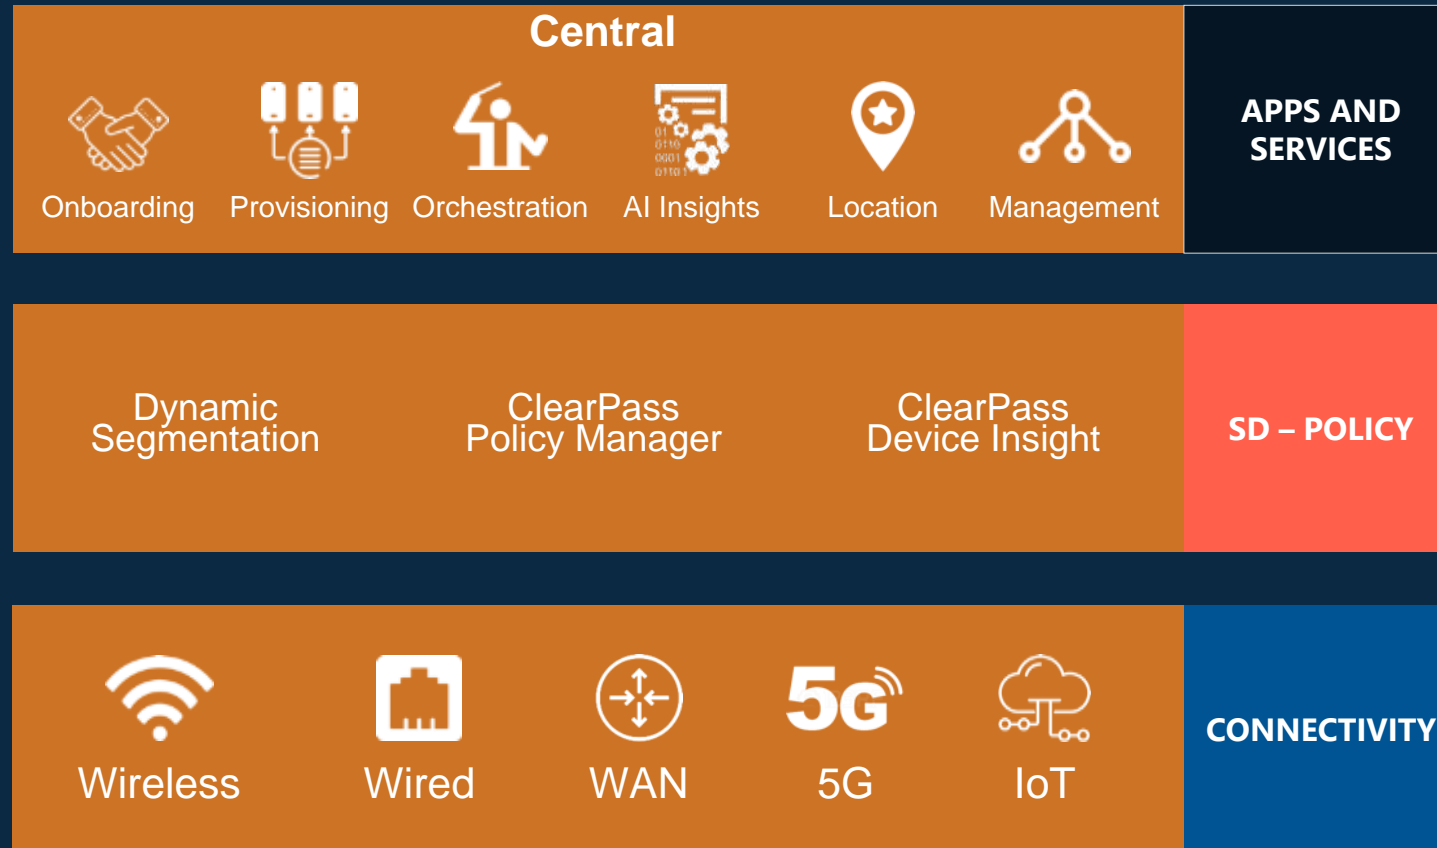 Central
Onboarding
Provisioning
Orchestration
AI Insights
Location
Management
APPS AND
SERVICES
Dynamic
Segmentation
ClearPass
Policy Manager
ClearPass
Device Insight
SD – POLICY
5G
Wireless
Wired
WAN
5G
IoT
CONNECTIVITY